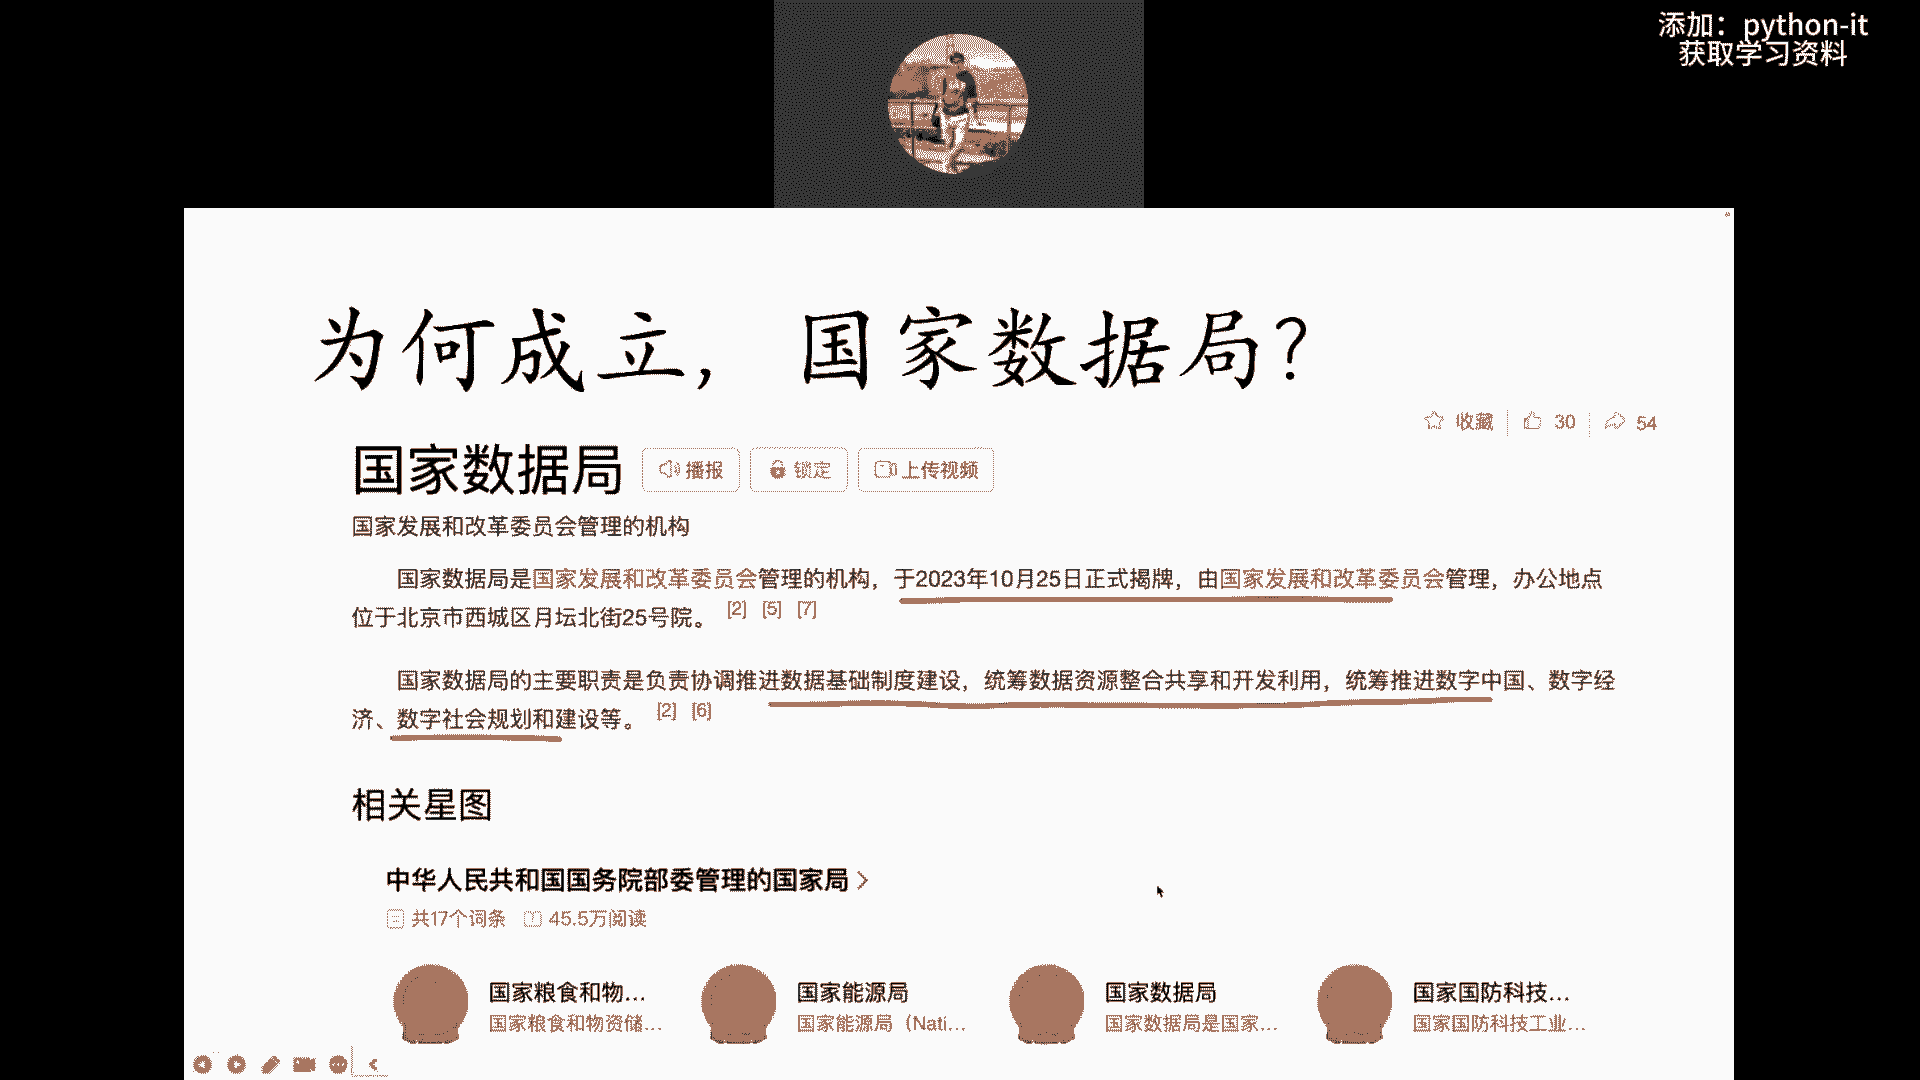 添加：python-it
获取学习资料
为何成立，国家数据局？
收藏 30 54
国家数据局 播报 锁定 上传视频
国家发展和改革委员会管理的机构
国家数据局是国家发展和改革委员会管理的机构，于2023年10月25日正式揭牌，由国家发展和改革委员会管理，办公地点
位于北京市西城区月坛北街25号院。 [2] [5] [7]
国家数据局的主要职责是负责协调推进数据基础制度建设，统筹数据资源整合共享和开发利用，统筹推进数字中国、数字经
济、数字社会规划和建设等。 [2] [6]
相关星图
中华人民共和国国务院部委管理的国家局
共17个词条 45.5万阅读
国家粮食和物... 国家能源局 国家数据局 国家国防科技...
国家粮食和物资储... 国家能源局（Nati... 国家数据局是国家... 国家国防科技工业...